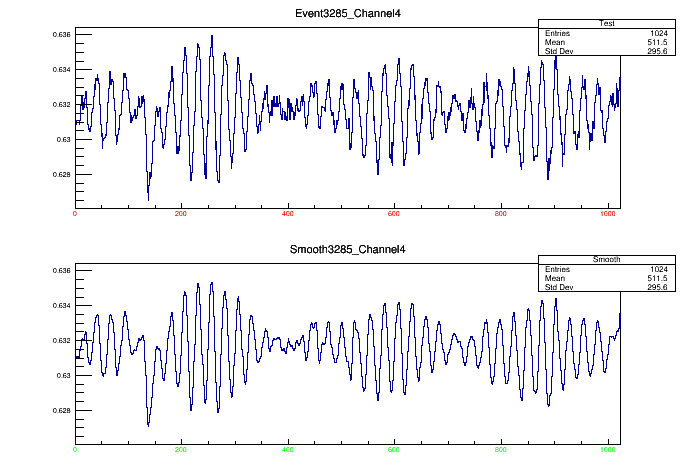 Event3285_Channel4
Test
Entries 1024
Mean 511.5
Std Dev 295.6
0.636
0.634
0.632
0.63
0.628
0 200 400 600 800 1000
Smooth3285_Channel4
Smooth
Entries 1024
Mean 511.5
Std Dev 295.6
0.636
0.634
0.632
0.63
0.628
0 200 400 600 800 1000